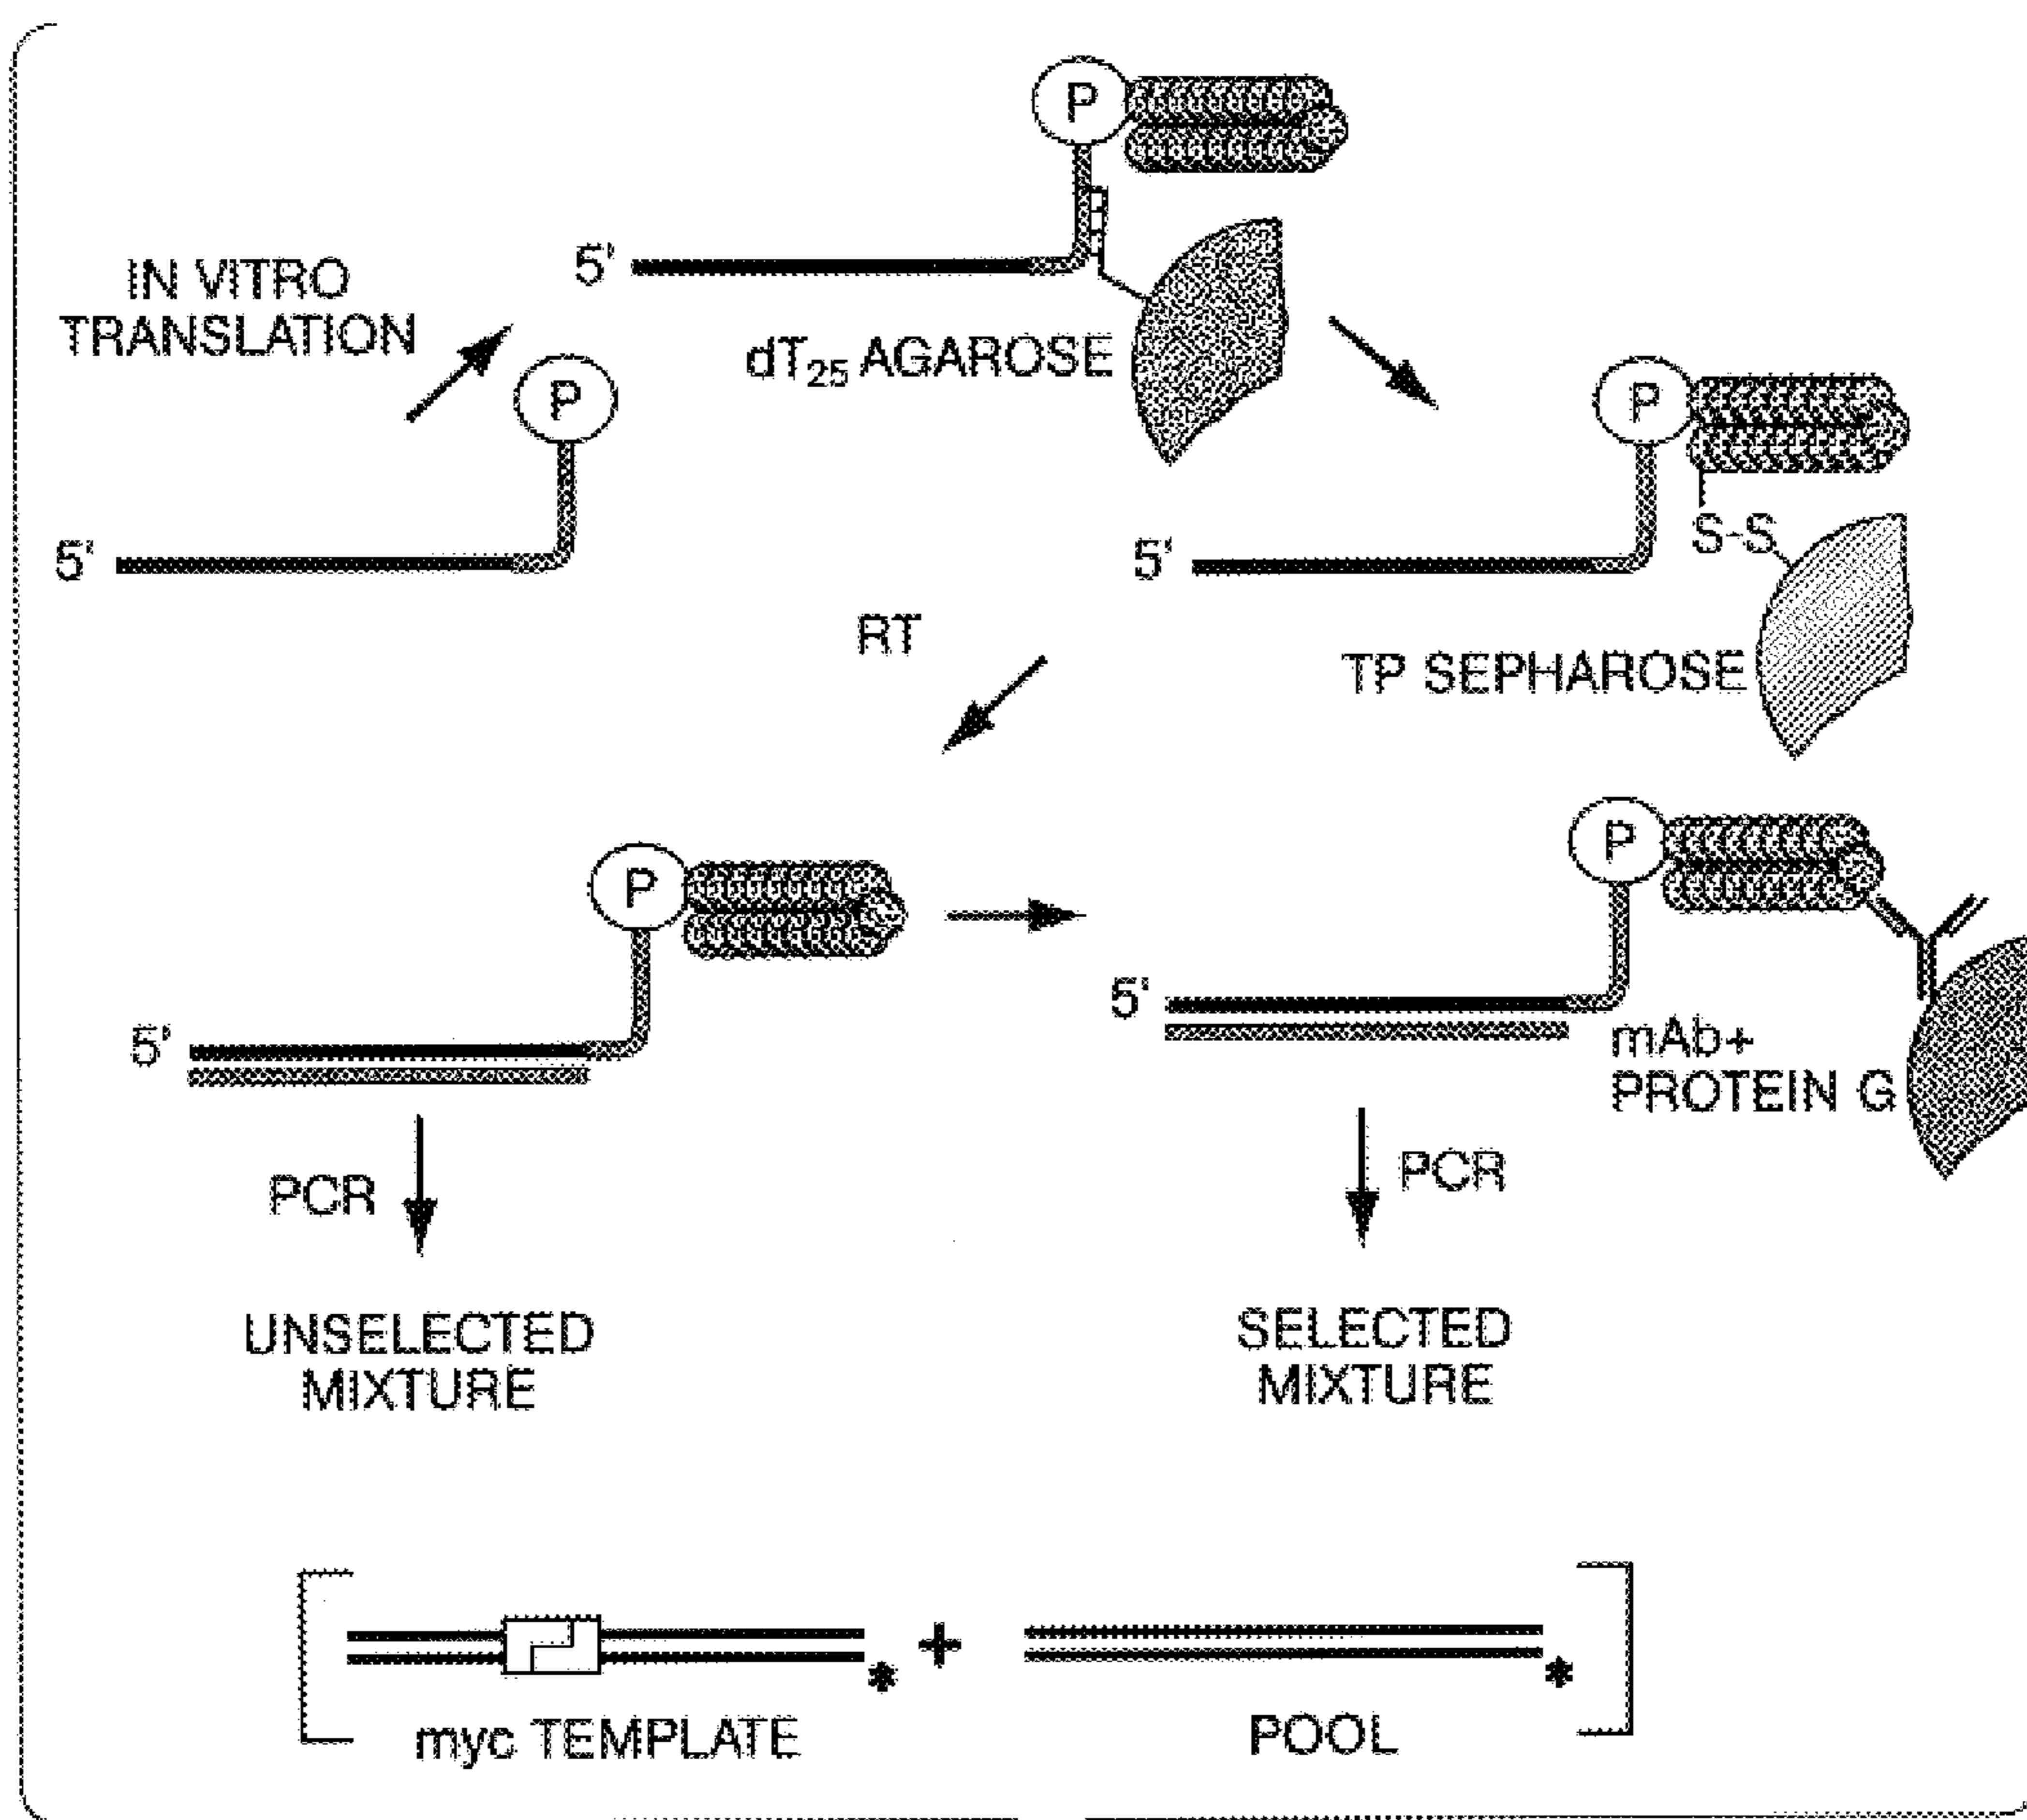 P
IN VITRO
TRANSLATION
5'
dT25 AGAROSE
P
5'
P
S-S
5'
TP SEPHAROSE
RT
P
5'
P
5'
mAb+
PROTEIN G
PCR
PCR
UNSELECTED
MIXTURE
SELECTED
MIXTURE
* + *
myc TEMPLATE
POOL